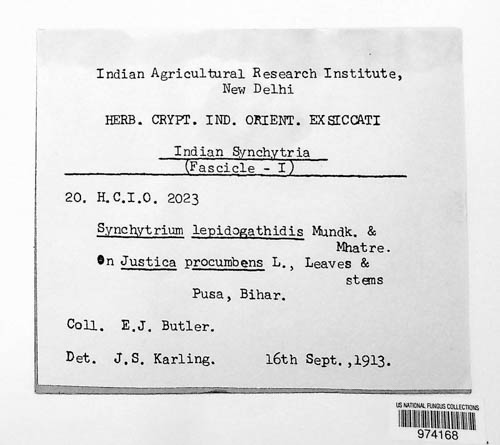 Indian Agricultural Research Institute,
New Delhi
HERB. CRYPT. IND. ORIENT. EXSICCATI
Indian Synchytria
(Fascicle - I)
20. H.C.I.O. 2023
Synchytrium lepidogathidis Mundk. &
Mhatre.
On Justica procumbens L., Leaves &
stems
Pusa, Bihar.
Coll. E.J. Butler.
Det. J.S. Karling. 16th Sept.,1913.
US NATIONAL FUNGUS COLLECTIONS
974168